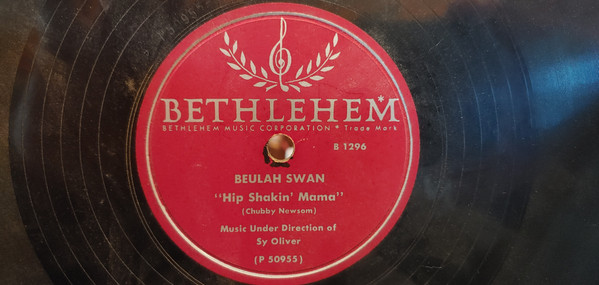 BETHLEHEM*
BETHLEHEM MUSIC CORPORATION * Trade Mark
B 1296
BEULAH SWAN
"Hip Shakin' Mama"
(Chubby Newsom)
Music Under Direction of
Sy Oliver
(P 50955)